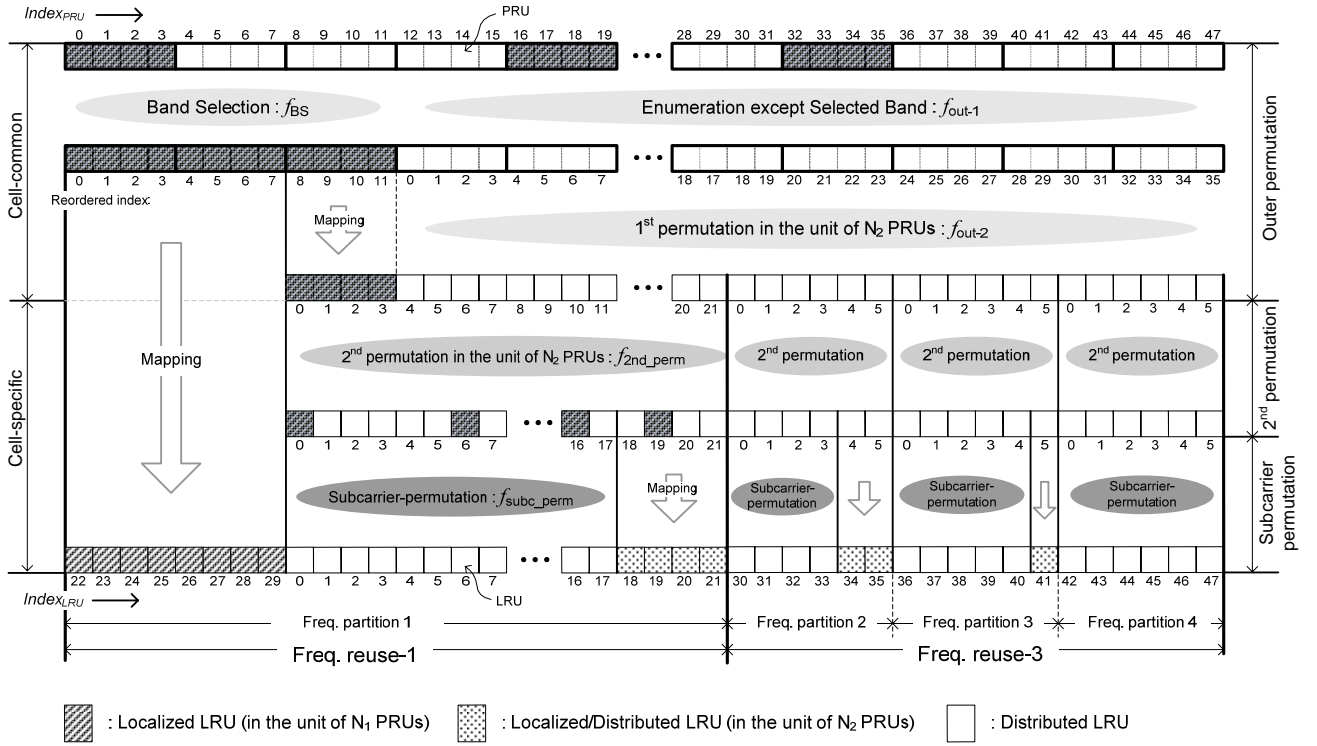 Index_PRU
PRU
0 1 2 3 4 5 6 7 8 9 10 11 12 13 14 15 16 17 18 19 ••• 28 29 30 31 32 33 34 35 36 37 38 39 40 41 42 43 44 45 46 47
Band Selection : f_BS
Enumeration except Selected Band : f_out-1
•••
0 1 2 3 4 5 6 7 8 9 10 11 0 1 2 3 4 5 6 7 18 17 18 19 20 21 22 23 24 25 26 27 28 29 30 31 32 33 34 35
Reordered index:
Mapping
1st permutation in the unit of N2 PRUs : f_out-2
•••
0 1 2 3 4 5 6 7 8 9 10 11 20 21 0 1 2 3 4 5 0 1 2 3 4 5 0 1 2 3 4 5
Mapping
2nd permutation in the unit of N2 PRUs : f_2nd_perm
2nd permutation
2nd permutation
2nd permutation
•••
0 1 2 3 4 5 6 7 16 17 18 19 20 21 0 1 2 3 4 5 0 1 2 3 4 5 0 1 2 3 4 5
Subcarrier-permutation : f_subc_perm
Mapping
Subcarrier-
permutation
Subcarrier-
permutation
Subcarrier-
permutation
•••
22 23 24 25 26 27 28 29 0 1 2 3 4 5 6 7 16 17 18 19 20 21 30 31 32 33 34 35 36 37 38 39 40 41 42 43 44 45 46 47
Index_LRU
LRU
Cell-common
Cell-specific
Outer permutation
2nd permutation
Subcarrier
permutation
Freq. partition 1
Freq. partition 2
Freq. partition 3
Freq. partition 4
Freq. reuse-1
Freq. reuse-3
: Localized LRU (in the unit of N1 PRUs)
: Localized/Distributed LRU (in the unit of N2 PRUs)
: Distributed LRU